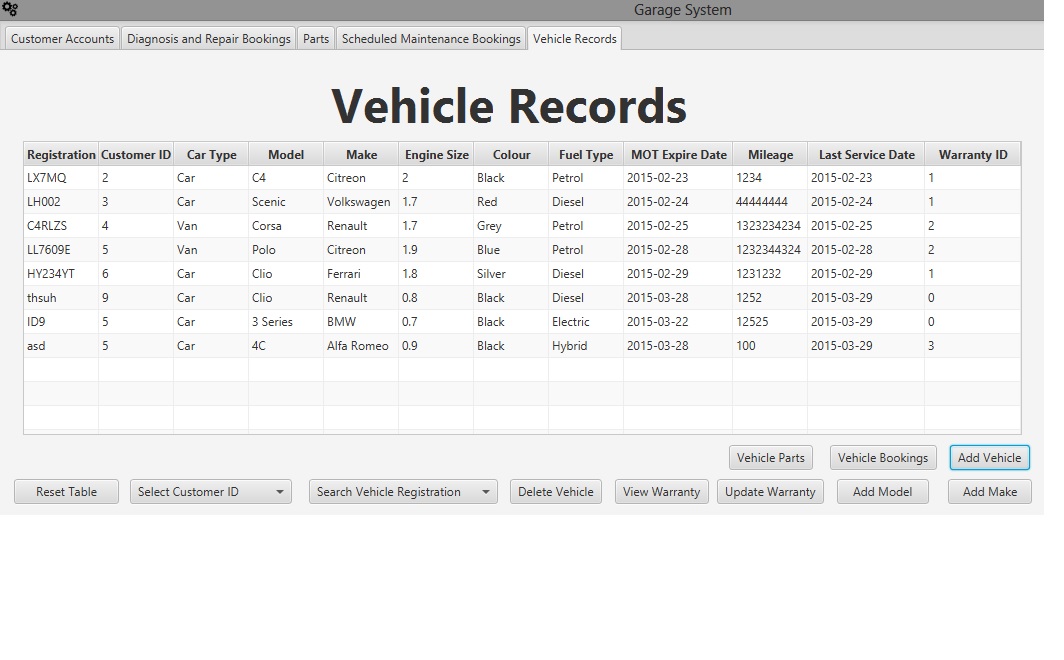 Garage System
Customer Accounts Diagnosis and Repair Bookings Parts Scheduled Maintenance Bookings Vehicle Records
Vehicle Records
Registration Customer ID Car Type Model Make Engine Size Colour Fuel Type MOT Expire Date Mileage Last Service Date Warranty ID
LX7MQ 2 Car C4 Citreon 2 Black Petrol 2015-02-23 1234 2015-02-23 1
LH002 3 Car Scenic Volkswagen 1.7 Red Diesel 2015-02-24 44444444 2015-02-24 1
C4RLZS 4 Van Corsa Renault 1.7 Grey Petrol 2015-02-25 1323234234 2015-02-25 2
LL7609E 5 Van Polo Citreon 1.9 Blue Petrol 2015-02-28 1232344324 2015-02-28 2
HY234YT 6 Car Clio Ferrari 1.8 Silver Diesel 2015-02-29 1231232 2015-02-29 1
thsuh 9 Car Clio Renault 0.8 Black Diesel 2015-03-28 1252 2015-03-29 0
ID9 5 Car 3 Series BMW 0.7 Black Electric 2015-03-22 12525 2015-03-29 0
asd 5 Car 4C Alfa Romeo 0.9 Black Hybrid 2015-03-28 100 2015-03-29 3
Vehicle Parts Vehicle Bookings Add Vehicle
Reset Table Select Customer ID Search Vehicle Registration Delete Vehicle View Warranty Update Warranty Add Model Add Make